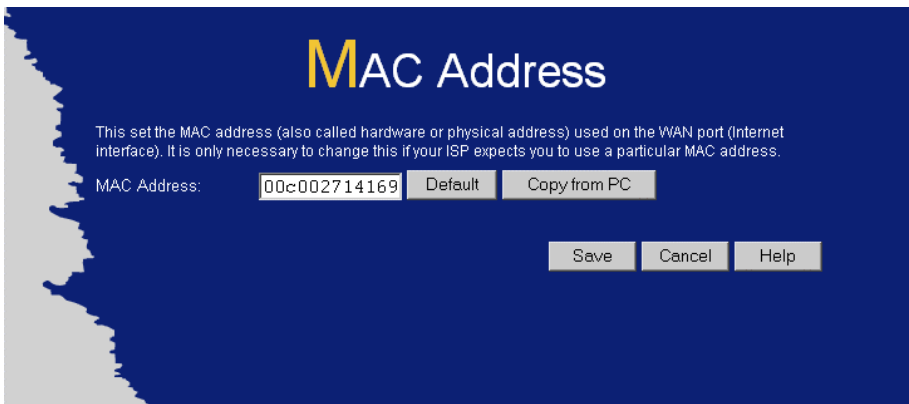 MAC Address
This set the MAC address (also called hardware or physical address) used on the WAN port (Internet
interface). It is only necessary to change this if your ISP expects you to use a particular MAC address.
MAC Address: 00c002714169 Default Copy from PC
Save Cancel Help